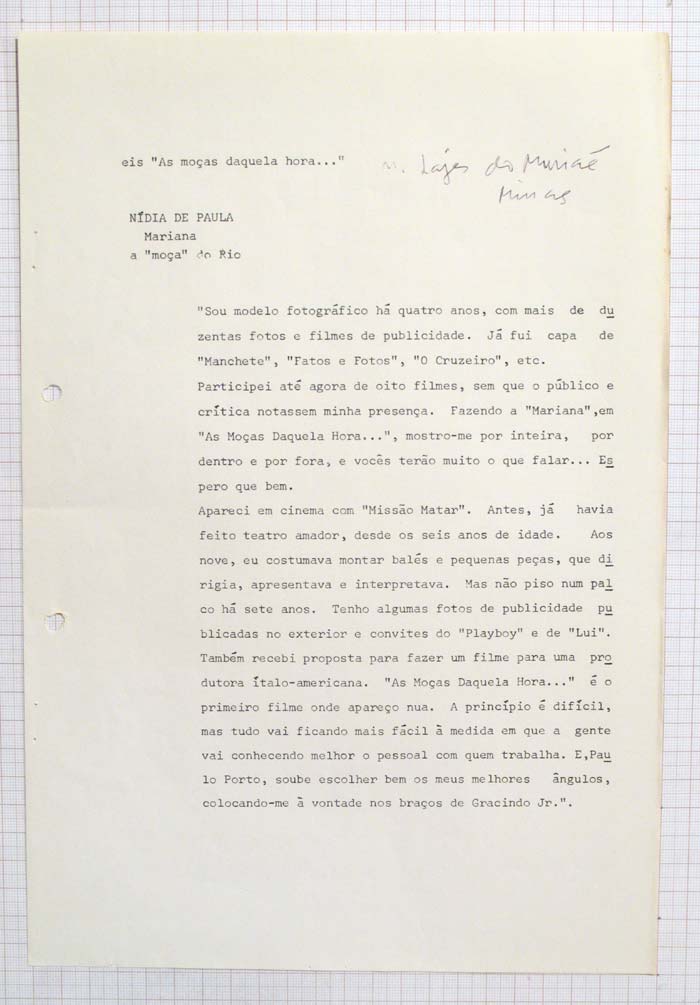 eis "As moças daquela hora..."
n. Lajes do Muriaé
Minas
NÍDIA DE PAULA
Mariana
a "moça" do Rio
"Sou modelo fotográfico há quatro anos, com mais de du
zentas fotos e filmes de publicidade. Já fui capa de
"Manchete", "Fatos e Fotos", "O Cruzeiro", etc.
Participei até agora de oito filmes, sem que o público e
crítica notassem minha presença. Fazendo a "Mariana",em
"As Moças Daquela Hora...", mostro-me por inteira, por
dentro e por fora, e vocês terão muito o que falar... Es
pero que bem.
Apareci em cinema com "Missão Matar". Antes, já havia
feito teatro amador, desde os seis anos de idade. Aos
nove, eu costumava montar balés e pequenas peças, que di
rigia, apresentava e interpretava. Mas não piso num pal
co há sete anos. Tenho algumas fotos de publicidade pu
blicadas no exterior e convites do "Playboy" e de "Lui".
Também recebi proposta para fazer um filme para uma pro
dutora ítalo-americana. "As Moças Daquela Hora..." é o
primeiro filme onde apareço nua. A princípio é difícil,
mas tudo vai ficando mais fácil à medida em que a gente
vai conhecendo melhor o pessoal com quem trabalha. E,Pau
lo Porto, soube escolher bem os meus melhores ângulos,
colocando-me à vontade nos braços de Gracindo Jr.".